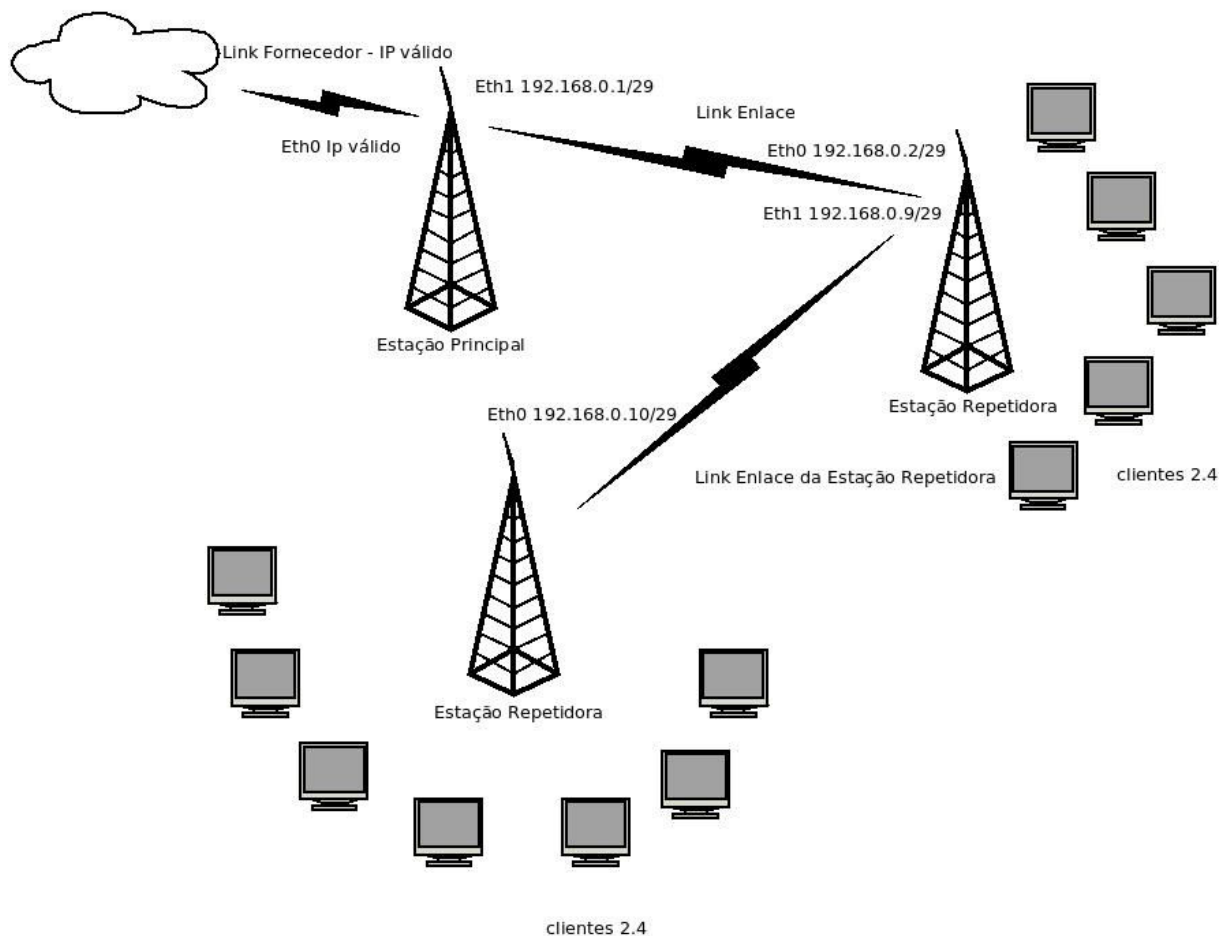 Link Fornecedor - IP válido
Eth1 192.168.0.1/29
Link Enlace
Eth0 Ip válido
Eth0 192.168.0.2/29
Eth1 192.168.0.9/29
Estação Principal
Estação Repetidora
Eth0 192.168.0.10/29
Link Enlace da Estação Repetidora
clientes 2.4
Estação Repetidora
clientes 2.4